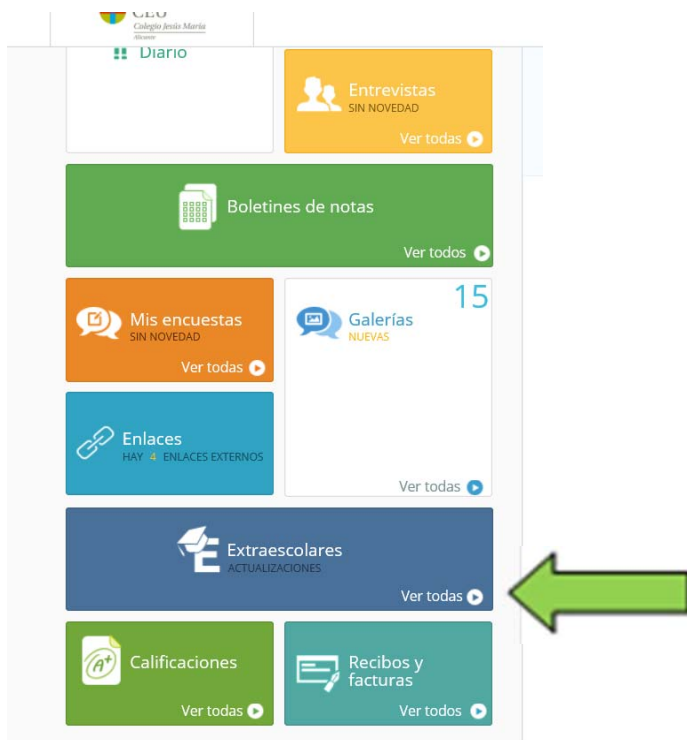 CEU
Colegio Jesús María
Alicante
Diario
Entrevistas
SIN NOVEDAD
Ver todas
Boletines de notas
Ver todos
Mis encuestas
SIN NOVEDAD
Ver todas
15
Galerías
NUEVAS
Enlaces
HAY 4 ENLACES EXTERNOS
Ver todas
Extraescolares
ACTUALIZACIONES
Ver todas
A+
Calificaciones
Ver todas
Recibos y
facturas
Ver todos